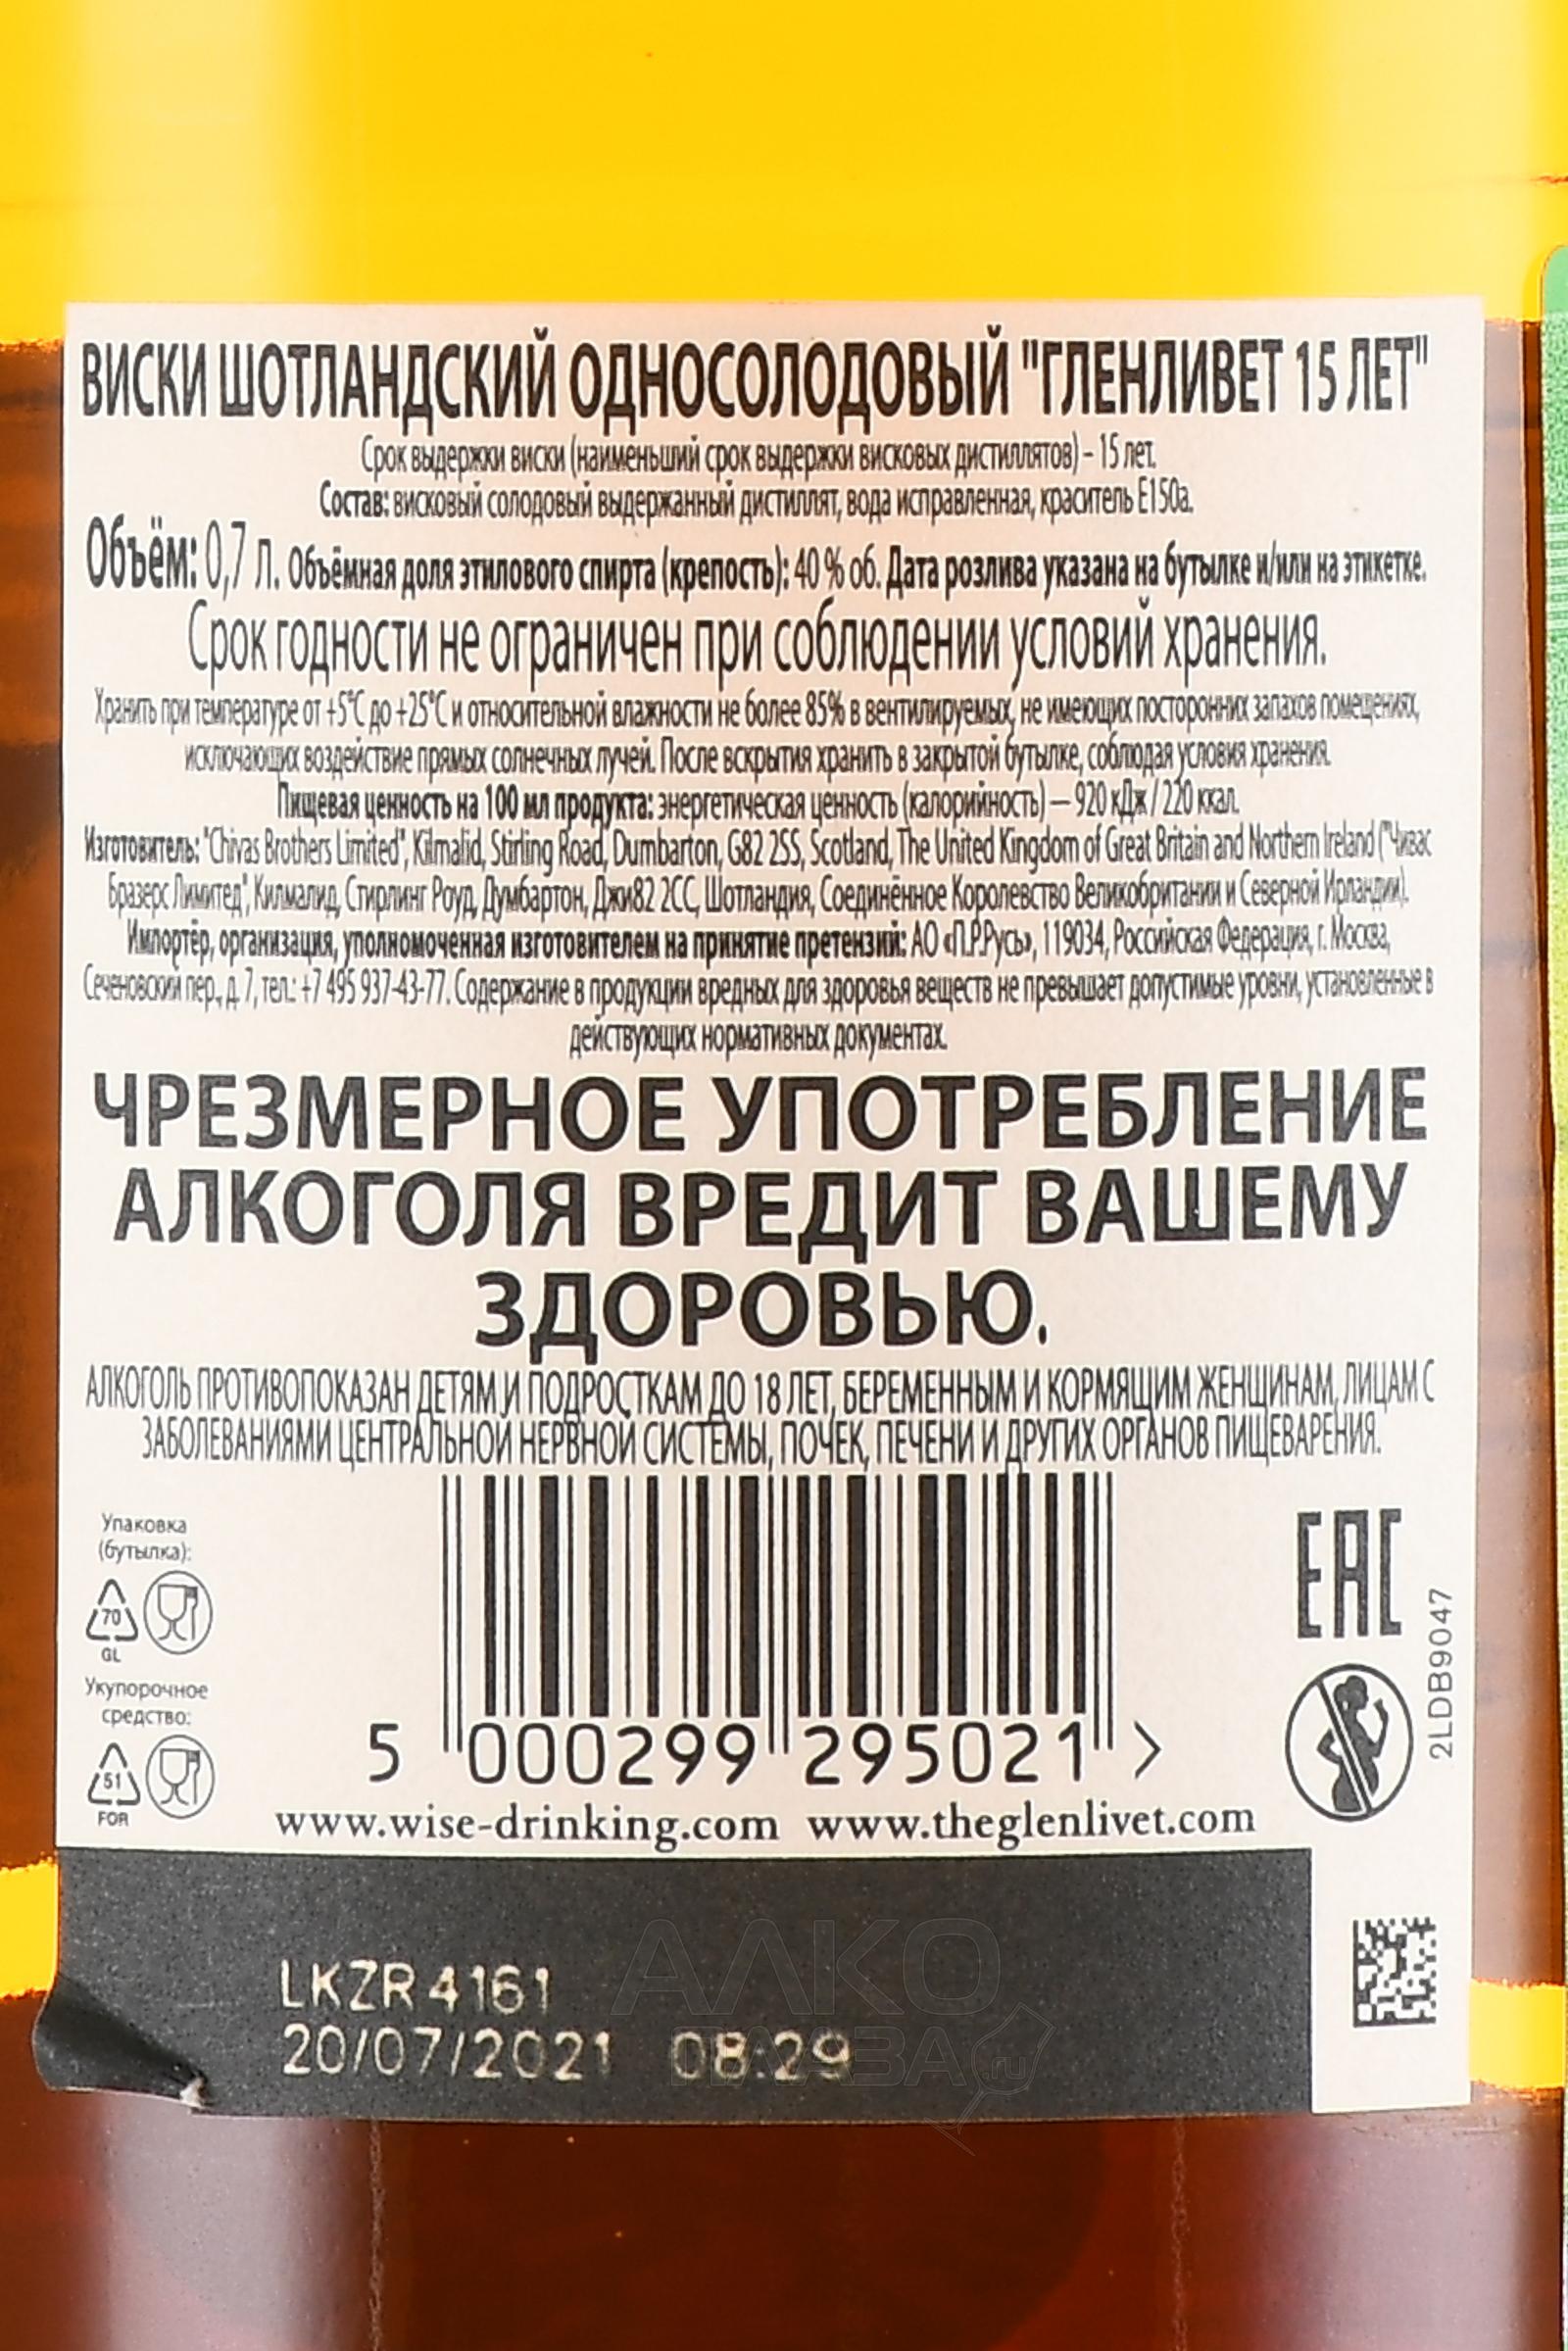 ВИСКИ ШОТЛАНДСКИЙ ОДНОСОЛОДОВЫЙ "ГЛЕНЛИВЕТ 15 ЛЕТ"
Срок выдержки виски (наименьший срок выдержки висковых дистиллятов) – 15 лет.
Состав: висковый солодовый выдержанный дистиллят, вода исправленная, краситель Е150а.
Объём: 0,7 л. Объёмная доля этилового спирта (крепость): 40 % об. Дата розлива указана на бутылке и/или на этикетке.
Срок годности не ограничен при соблюдении условий хранения.
Хранить при температуре от +5°С до +25°С и относительной влажности не более 85% в вентилируемых, не имеющих посторонних запахов помещениях,
исключающих воздействие прямых солнечных лучей. После вскрытия хранить в закрытой бутылке, соблюдая условия хранения.
Пищевая ценность на 100 мл продукта: энергетическая ценность (калорийность) — 920 кДж / 220 ккал.
Изготовитель: "Chivas Brothers Limited", Kilmalid, Stirling Road, Dumbarton, G82 2SS, Scotland, The United Kingdom of Great Britain and Northern Ireland ("Чивас
Бразерс Лимитед", Килмалид, Стирлинг Роуд, Думбартон, Джи82 2СС, Шотландия, Соединённое Королевство Великобритании и Северной Ирландии).
Импортёр, организация, уполномоченная изготовителем на принятие претензий: АО «П.Р.Русь», 119034, Российская Федерация, г. Москва,
Сеченовский пер., д. 7, тел.: +7 495 937-43-77. Содержание в продукции вредных для здоровья веществ не превышает допустимые уровни, установленные в
действующих нормативных документах.
ЧРЕЗМЕРНОЕ УПОТРЕБЛЕНИЕ
АЛКОГОЛЯ ВРЕДИТ ВАШЕМУ
ЗДОРОВЬЮ.
АЛКОГОЛЬ ПРОТИВОПОКАЗАН ДЕТЯМ И ПОДРОСТКАМ ДО 18 ЛЕТ, БЕРЕМЕННЫМ И КОРМЯЩИМ ЖЕНЩИНАМ, ЛИЦАМ С
ЗАБОЛЕВАНИЯМИ ЦЕНТРАЛЬНОЙ НЕРВНОЙ СИСТЕМЫ, ПОЧЕК, ПЕЧЕНИ И ДРУГИХ ОРГАНОВ ПИЩЕВАРЕНИЯ.
Упаковка
(бутылка):
70
GL
Укупорочное
средство:
51
FOR
EAC
2LDB9047
5 000299 295021 >
www.wise-drinking.com www.theglenlivet.com
LKZR4161
20/07/2021 08:29
АЛКО
ПЛАЗА
.ru